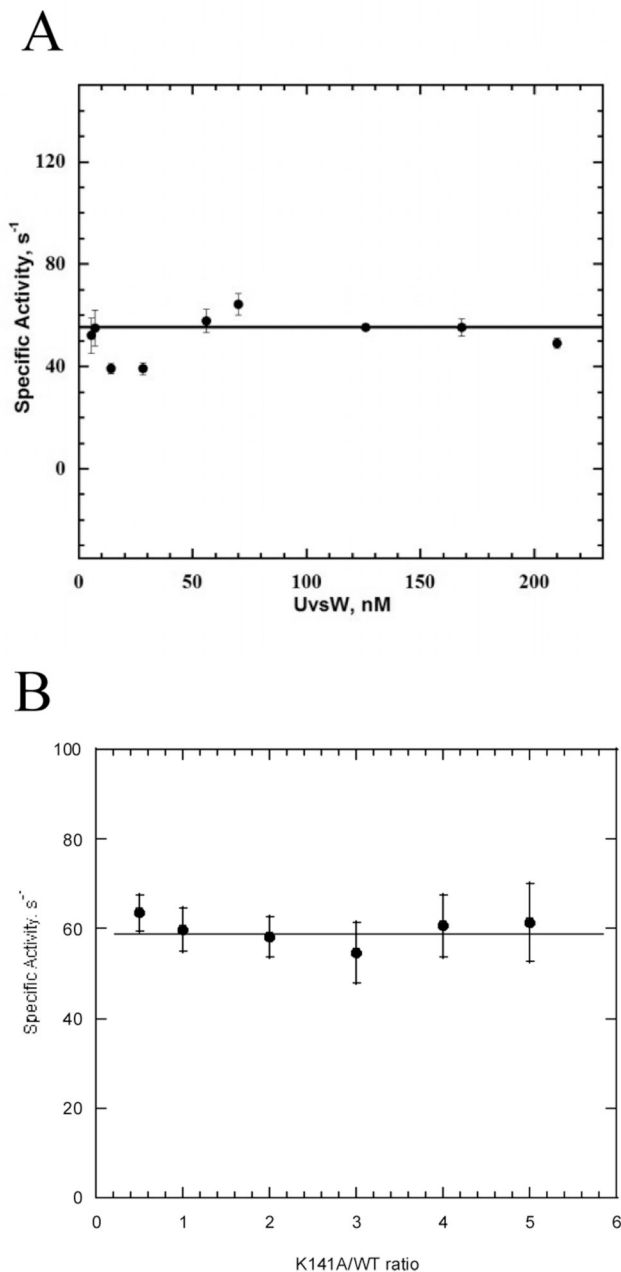 A
120
80
40
0
Specific Activity, s-1
0 50 100 150 200
UvsW, nM
B
100
80
60
40
20
0
Specific Activity. s-1
0 1 2 3 4 5 6
K141A/WT ratio